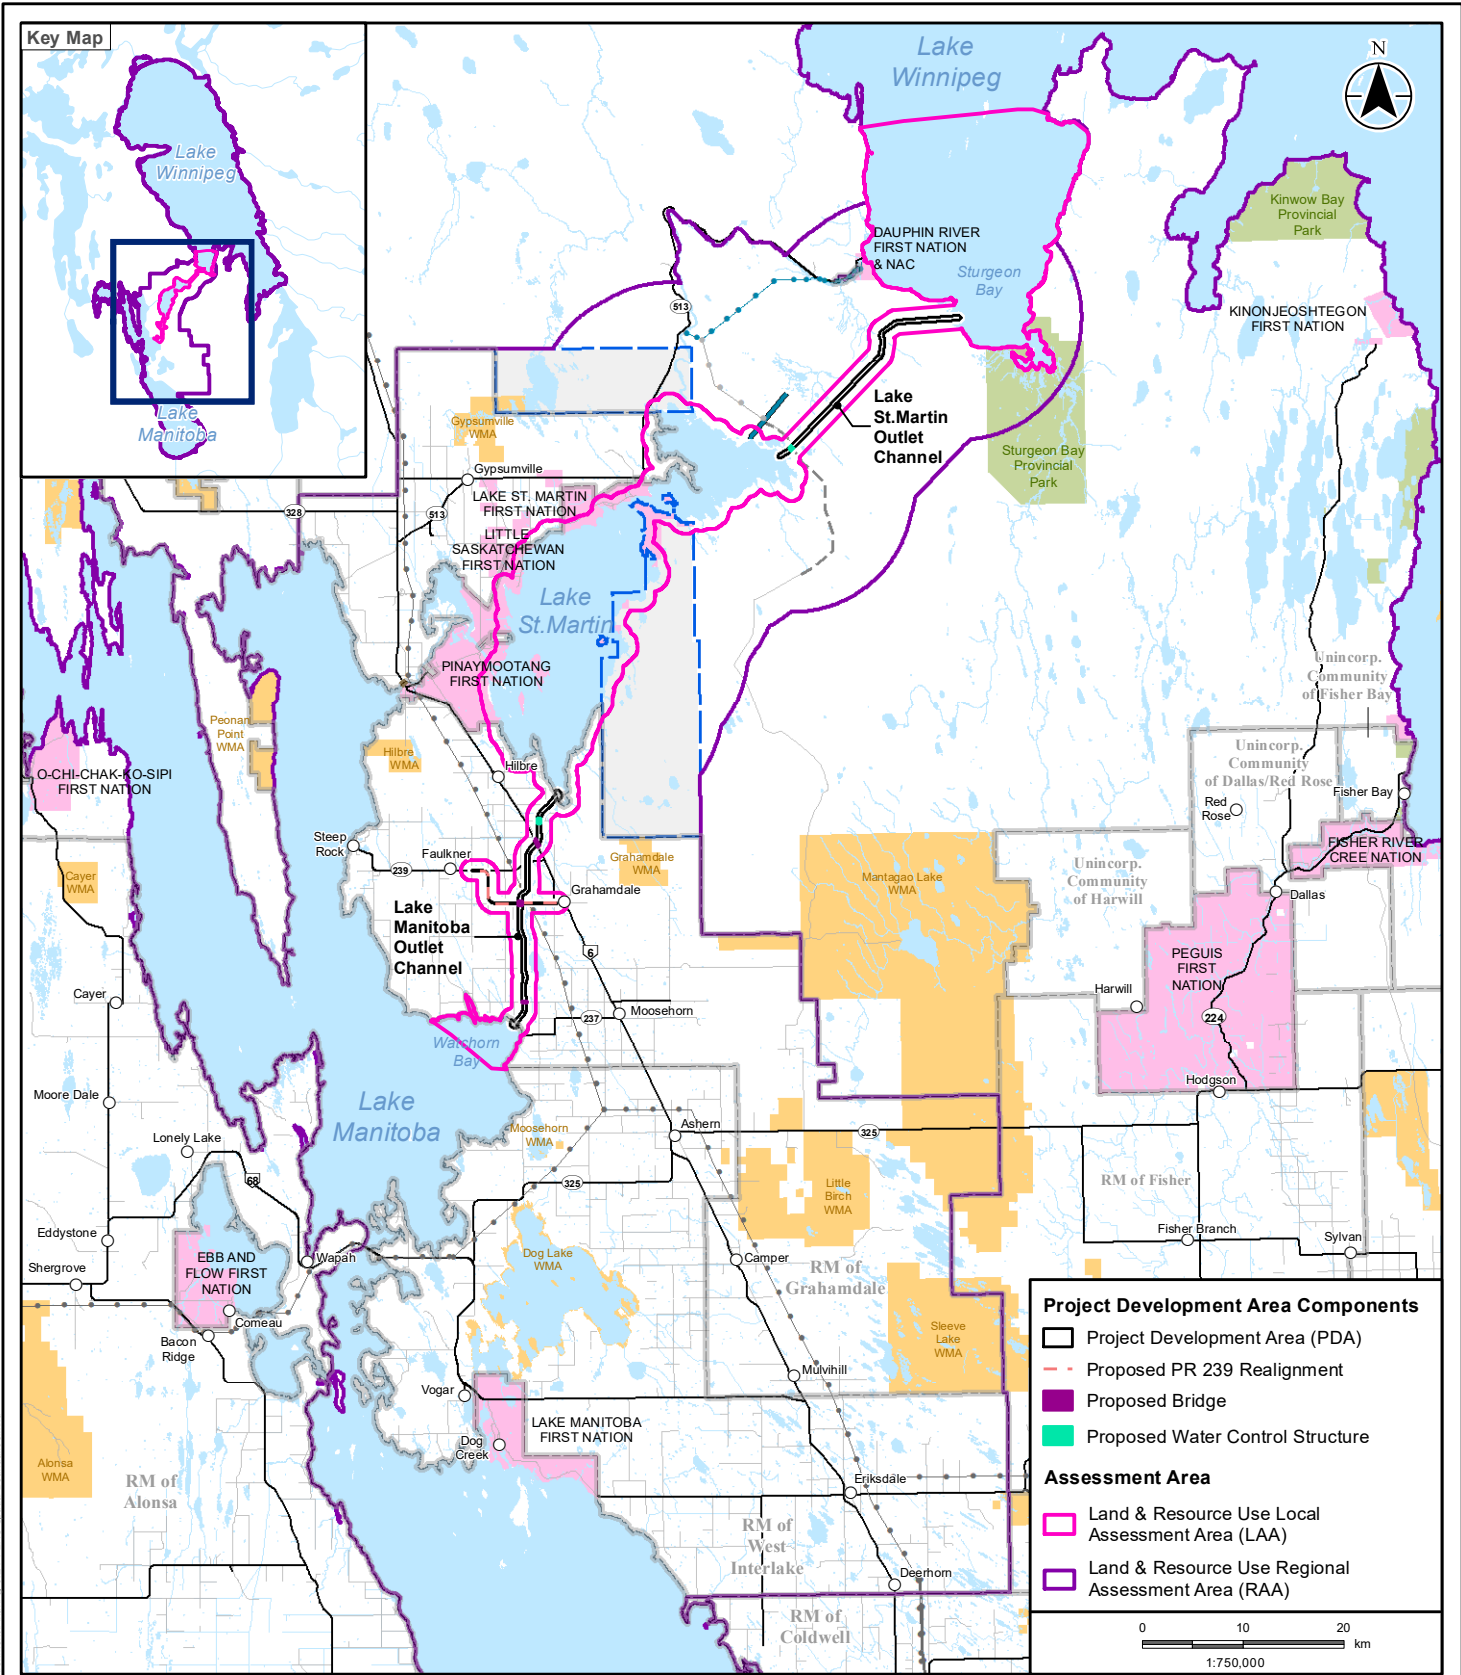 Key Map
Lake
Winnipeg
Lake
Manitoba
Lake
Winnipeg
N
Kinwow Bay
Provincial
Park
DAUPHIN RIVER
FIRST NATION
& NAC
Sturgeon
Bay
513
KINONJEOSHTEGON
FIRST NATION
Lake
St.Martin
Outlet
Channel
Sturgeon Bay
Provincial
Park
Gypsumville
WMA
Gypsumville
LAKE ST. MARTIN
FIRST NATION
328
513
LITTLE
SASKATCHEWAN
FIRST NATION
Lake
St.Martin
PINAYMOOTANG
FIRST NATION
Unincorp.
Community
of Fisher Bay
Peonan
Point
WMA
Hilbre
WMA
Hilbre
O-CHI-CHAK-KO-SIPI
FIRST NATION
Unincorp.
Community
of Dallas/Red Rose
Fisher Bay
Red
Rose
Steep
Rock
Faulkner
239
Grahamdale
WMA
FISHER RIVER
CREE NATION
Cayer
WMA
Grahamdale
Mantagao Lake
WMA
Unincorp.
Community
of Harwill
Dallas
Lake
Manitoba
Outlet
Channel
6
PEGUIS
FIRST
NATION
Cayer
Harwill
Moosehorn
237
224
Watchorn
Bay
Hodgson
Moore Dale
Lake
Manitoba
Moosehorn
WMA
Ashern
325
Lonely Lake
68
325
Little
Birch
WMA
RM of Fisher
Eddystone
Fisher Branch
Sylvan
Shergrove
EBB AND
FLOW FIRST
NATION
Wapah
Dog Lake
WMA
Camper
RM of
Grahamdale
Comeau
Bacon
Ridge
Sleeve
Lake
WMA
Mulvihill
Vogar
LAKE MANITOBA
FIRST NATION
Dog
Creek
Alonsa
WMA
RM of
Alonsa
Eriksdale
RM of
West
Interlake
Deerhorn
RM of
Coldwell
Project Development Area Components
Project Development Area (PDA)
Proposed PR 239 Realignment
Proposed Bridge
Proposed Water Control Structure
Assessment Area
Land & Resource Use Local
Assessment Area (LAA)
Land & Resource Use Regional
Assessment Area (RAA)
0 10 20
km
1:750,000